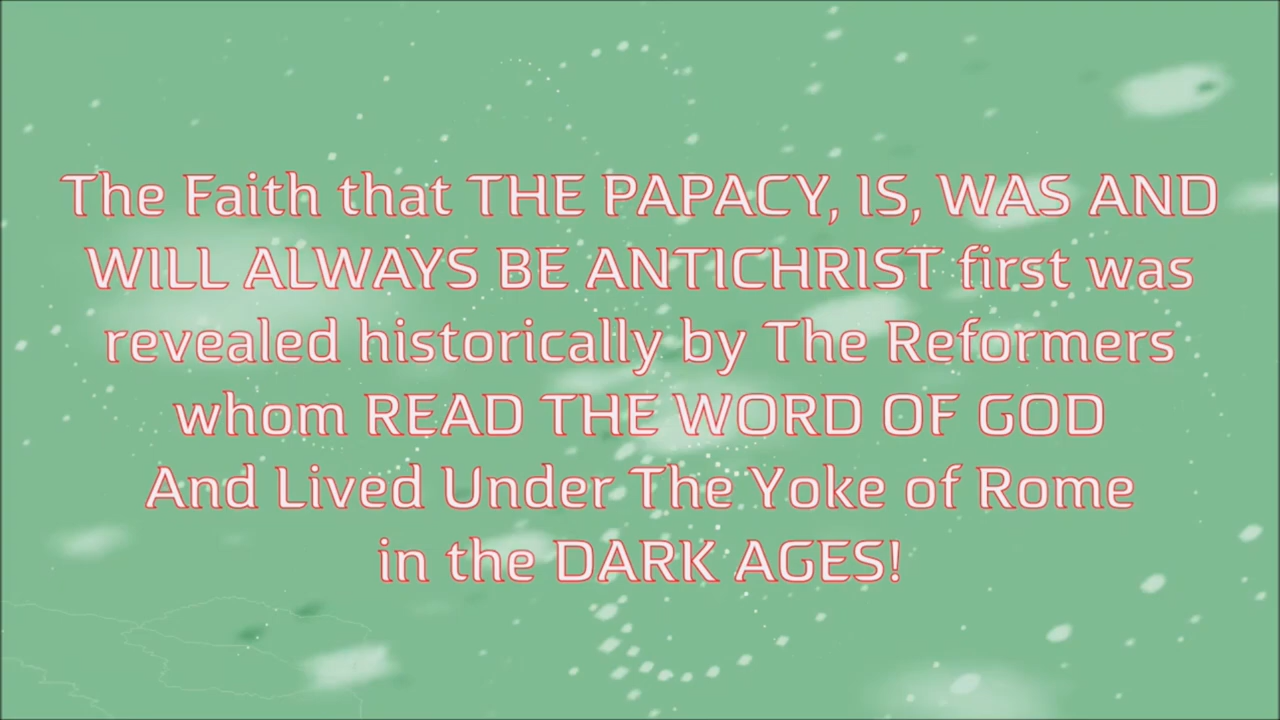 The Faith that THE PAPACY, IS, WAS AND
WILL ALWAYS BE ANTICHRIST first was
revealed historically by The Reformers
whom READ THE WORD OF GOD
And Lived Under The Yoke of Rome
in the DARK AGES!